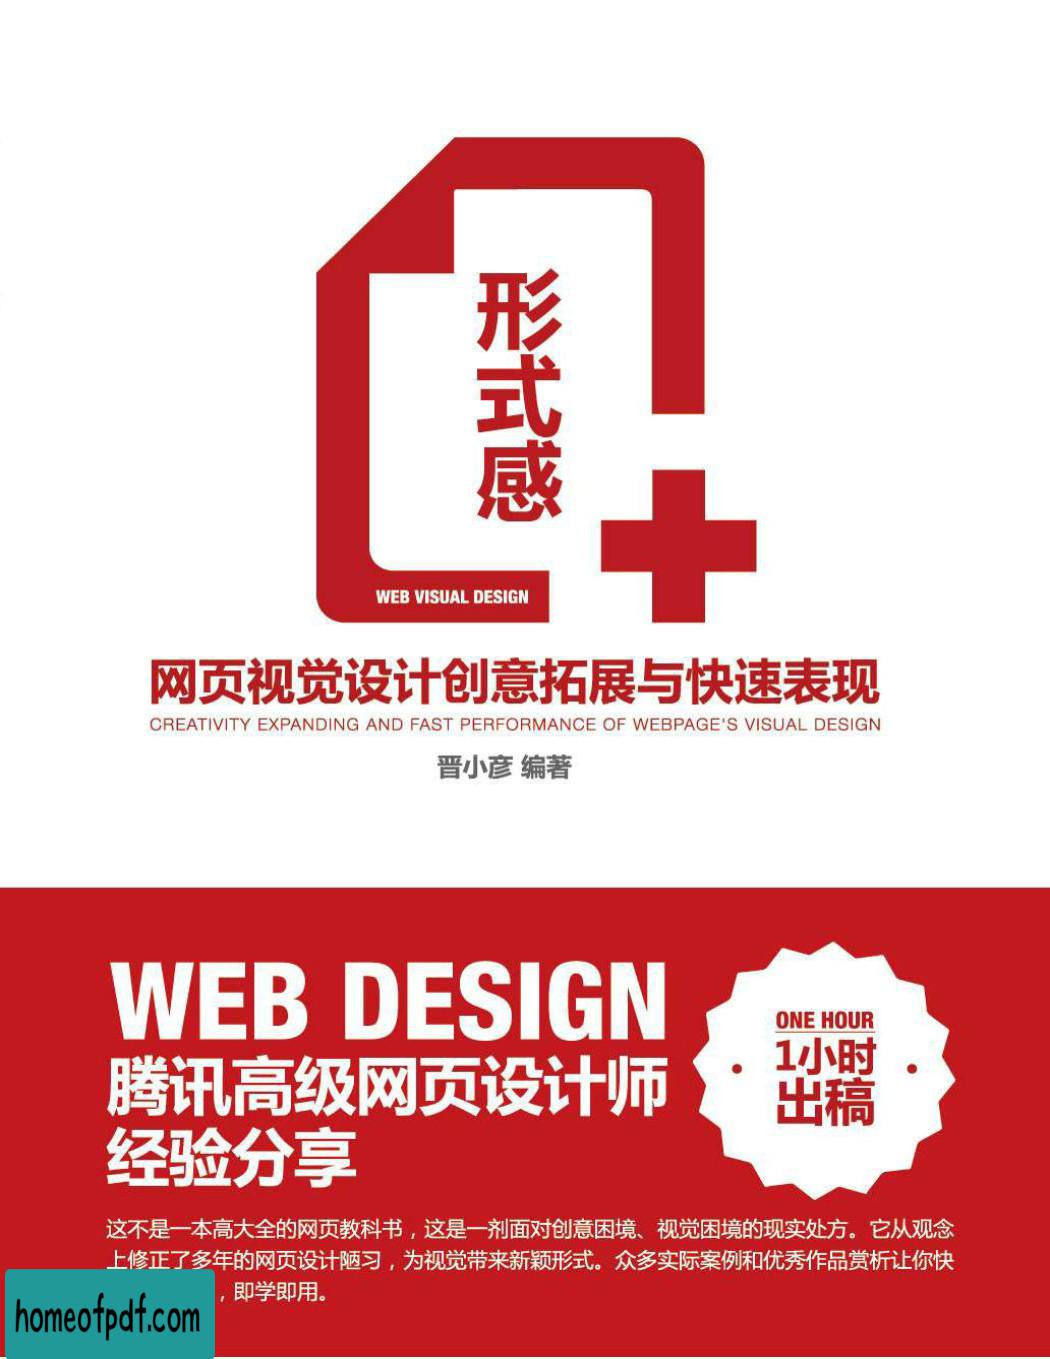 形式感
WEB VISUAL DESIGN
网页视觉设计创意拓展与快速表现
CREATIVITY EXPANDING AND FAST PERFORMANCE OF WEBPAGE'S VISUAL DESIGN
晋小彦 编著
WEB DESIGN
腾讯高级网页设计师
经验分享
ONE HOUR
1小时
出稿
这不是一本高大全的网页教科书，这是一剂面对创意困境、视觉困境的现实处方。它从观念
上修正了多年的网页设计陋习，为视觉带来新颖形式。众多实际案例和优秀作品赏析让你快
，即学即用。
homeofpdf.com